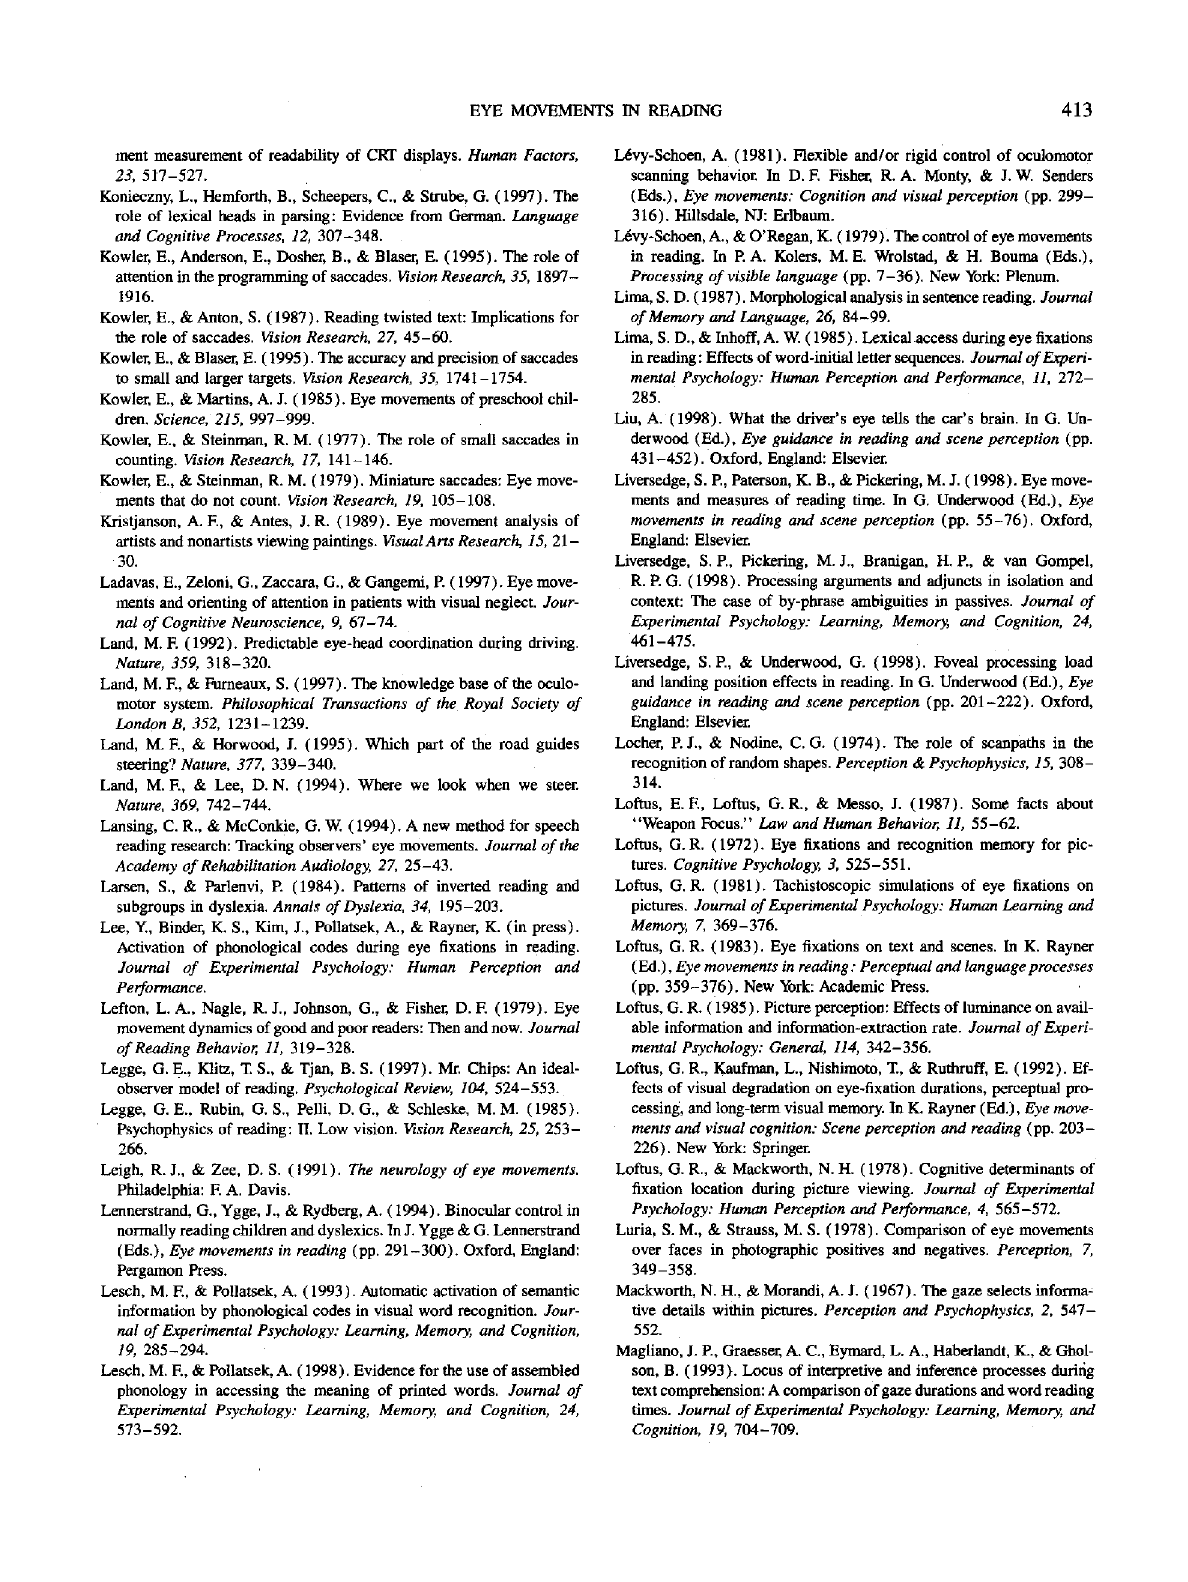 EYE MOVEMENTS IN READING 413
ment measurement of readability of CRT displays. Human Factors,
23, 517–527.
Konieczny, L., Hemforth, B., Scheepers, C., & Strube, G. (1997). The
role of lexical heads in parsing: Evidence from German. Language
and Cognitive Processes, 12, 307–348.
Kowler, E., Anderson, E., Dosher, B., & Blaser, E. (1995). The role of
attention in the programming of saccades. Vision Research, 35, 1897–
1916.
Kowler, E., & Anton, S. (1987). Reading twisted text: Implications for
the role of saccades. Vision Research, 27, 45–60.
Kowler, E., & Blaser, E. (1995). The accuracy and precision of saccades
to small and larger targets. Vision Research, 35, 1741–1754.
Kowler, E., & Martins, A. J. (1985). Eye movements of preschool chil-
dren. Science, 215, 997–999.
Kowler, E., & Steinman, R. M. (1977). The role of small saccades in
counting. Vision Research, 17, 141–146.
Kowler, E., & Steinman, R. M. (1979). Miniature saccades: Eye move-
ments that do not count. Vision Research, 19, 105–108.
Kristjanson, A. F., & Antes, J. R. (1989). Eye movement analysis of
artists and nonartists viewing paintings. Visual Arts Research, 15, 21–
30.
Ladavas, E., Zeloni, G., Zaccara, G., & Gangemi, P. (1997). Eye move-
ments and orienting of attention in patients with visual neglect. Jour-
nal of Cognitive Neuroscience, 9, 67–74.
Land, M. F. (1992). Predictable eye-head coordination during driving.
Nature, 359, 318–320.
Land, M. F., & Furneaux, S. (1997). The knowledge base of the oculo-
motor system. Philosophical Transactions of the Royal Society of
London B, 352, 1231–1239.
Land, M. F., & Horwood, J. (1995). Which part of the road guides
steering? Nature, 377, 339–340.
Land, M. F., & Lee, D. N. (1994). Where we look when we steer.
Nature, 369, 742–744.
Lansing, C. R., & McConkie, G. W. (1994). A new method for speech
reading research: Tracking observers' eye movements. Journal of the
Academy of Rehabilitation Audiology, 27, 25–43.
Larsen, S., & Parlenvi, P. (1984). Patterns of inverted reading and
subgroups in dyslexia. Annals of Dyslexia, 34, 195–203.
Lee, Y., Binder, K. S., Kim, J., Pollatsek, A., & Rayner, K. (in press).
Activation of phonological codes during eye fixations in reading.
Journal of Experimental Psychology: Human Perception and
Performance.
Lefton, L. A., Nagle, R. J., Johnson, G., & Fisher, D. F. (1979). Eye
movement dynamics of good and poor readers: Then and now. Journal
of Reading Behavior, 11, 319–328.
Legge, G. E., Klitz, T. S., & Tjan, B. S. (1997). Mr. Chips: An ideal-
observer model of reading. Psychological Review, 104, 524–553.
Legge, G. E., Rubin, G. S., Pelli, D. G., & Schleske, M. M. (1985).
Psychophysics of reading: II. Low vision. Vision Research, 25, 253–
266.
Leigh, R. J., & Zee, D. S. (1991). The neurology of eye movements.
Philadelphia: F. A. Davis.
Lennerstrand, G., Ygge, J., & Rydberg, A. (1994). Binocular control in
normally reading children and dyslexics. In J. Ygge & G. Lennerstrand
(Eds.), Eye movements in reading (pp. 291–300). Oxford, England:
Pergamon Press.
Lesch, M. F., & Pollatsek, A. (1993). Automatic activation of semantic
information by phonological codes in visual word recognition. Jour-
nal of Experimental Psychology: Learning, Memory, and Cognition,
19, 285–294.
Lesch, M. F., & Pollatsek, A. (1998). Evidence for the use of assembled
phonology in accessing the meaning of printed words. Journal of
Experimental Psychology: Learning, Memory, and Cognition, 24,
573–592.
Lévy-Schoen, A. (1981). Flexible and/or rigid control of oculomotor
scanning behavior. In D. F. Fisher, R. A. Monty, & J. W. Senders
(Eds.), Eye movements: Cognition and visual perception (pp. 299–
316). Hillsdale, NJ: Erlbaum.
Lévy-Schoen, A., & O'Regan, K. (1979). The control of eye movements
in reading. In P. A. Kolers, M. E. Wrolstad, & H. Bouma (Eds.),
Processing of visible language (pp. 7–36). New York: Plenum.
Lima, S. D. (1987). Morphological analysis in sentence reading. Journal
of Memory and Language, 26, 84–99.
Lima, S. D., & Inhoff, A. W. (1985). Lexical access during eye fixations
in reading: Effects of word-initial letter sequences. Journal of Experi-
mental Psychology: Human Perception and Performance, 11, 272–
285.
Liu, A. (1998). What the driver's eye tells the car's brain. In G. Un-
derwood (Ed.), Eye guidance in reading and scene perception (pp.
431–452). Oxford, England: Elsevier.
Liversedge, S. P., Paterson, K. B., & Pickering, M. J. (1998). Eye move-
ments and measures of reading time. In G. Underwood (Ed.), Eye
movements in reading and scene perception (pp. 55–76). Oxford,
England: Elsevier.
Liversedge, S. P., Pickering, M. J., Branigan, H. P., & van Gompel,
R. P. G. (1998). Processing arguments and adjuncts in isolation and
context: The case of by-phrase ambiguities in passives. Journal of
Experimental Psychology: Learning, Memory, and Cognition, 24,
461–475.
Liversedge, S. P., & Underwood, G. (1998). Foveal processing load
and landing position effects in reading. In G. Underwood (Ed.), Eye
guidance in reading and scene perception (pp. 201–222). Oxford,
England: Elsevier.
Locher, P. J., & Nodine, C. G. (1974). The role of scanpaths in the
recognition of random shapes. Perception & Psychophysics, 15, 308–
314.
Loftus, E. F., Loftus, G. R., & Messo, J. (1987). Some facts about
"Weapon Focus." Law and Human Behavior, 11, 55–62.
Loftus, G. R. (1972). Eye fixations and recognition memory for pic-
tures. Cognitive Psychology, 3, 525–551.
Loftus, G. R. (1981). Tachistoscopic simulations of eye fixations on
pictures. Journal of Experimental Psychology: Human Learning and
Memory, 7, 369–376.
Loftus, G. R. (1983). Eye fixations on text and scenes. In K. Rayner
(Ed.), Eye movements in reading: Perceptual and language processes
(pp. 359–376). New York: Academic Press.
Loftus, G. R. (1985). Picture perception: Effects of luminance on avail-
able information and information-extraction rate. Journal of Experi-
mental Psychology: General, 114, 342–356.
Loftus, G. R., Kaufman, L., Nishimoto, T., & Ruthruff, E. (1992). Ef-
fects of visual degradation on eye-fixation durations, perceptual pro-
cessing, and long-term visual memory. In K. Rayner (Ed.), Eye move-
ments and visual cognition: Scene perception and reading (pp. 203–
226). New York: Springer.
Loftus, G. R., & Mackworth, N. H. (1978). Cognitive determinants of
fixation location during picture viewing. Journal of Experimental
Psychology: Human Perception and Performance, 4, 565–572.
Luria, S. M., & Strauss, M. S. (1978). Comparison of eye movements
over faces in photographic positives and negatives. Perception, 7,
349–358.
Mackworth, N. H., & Morandi, A. J. (1967). The gaze selects informa-
tive details within pictures. Perception and Psychophysics, 2, 547–
552.
Magliano, J. P., Graesser, A. C., Eymard, L. A., Haberlandt, K., & Ghol-
son, B. (1993). Locus of interpretive and inference processes during
text comprehension: A comparison of gaze durations and word reading
times. Journal of Experimental Psychology: Learning, Memory, and
Cognition, 19, 704–709.